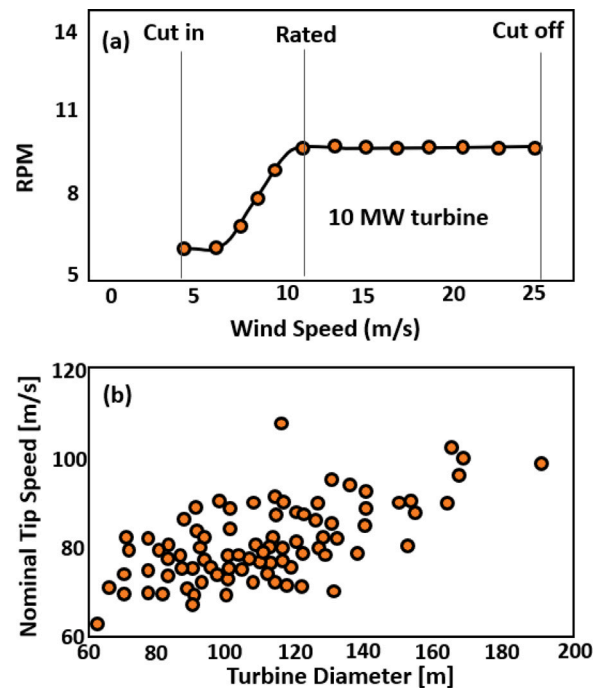 14
(a)
Cut in
Rated
Cut off
11
RPM
8
10 MW turbine
5
0 5 10 15 20 25
Wind Speed (m/s)
120
(b)
Nominal Tip Speed [m/s]
100
80
60
60 80 100 120 140 160 180 200
Turbine Diameter [m]